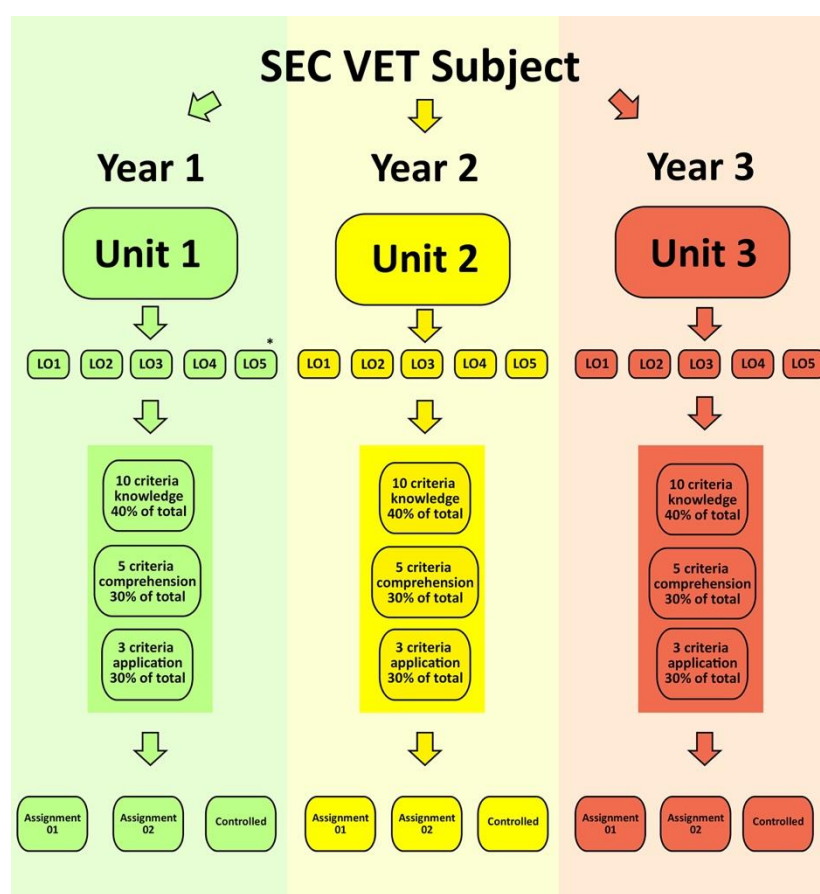 SEC VET Subject
Year 1
Year 2
Year 3
Unit 1
Unit 2
Unit 3
*
LO1 LO2 LO3 LO4 LO5
LO1 LO2 LO3 LO4 LO5
LO1 LO2 LO3 LO4 LO5
10 criteria
knowledge
40% of total
5 criteria
comprehension
30% of total
3 criteria
application
30% of total
10 criteria
knowledge
40% of total
5 criteria
comprehension
30% of total
3 criteria
application
30% of total
10 criteria
knowledge
40% of total
5 criteria
comprehension
30% of total
3 criteria
application
30% of total
Assignment
01
Assignment
02
Controlled
Assignment
01
Assignment
02
Controlled
Assignment
01
Assignment
02
Controlled